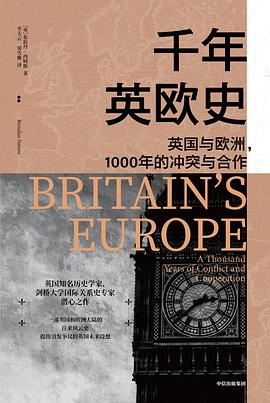 [英] 布伦丹·西姆斯 著
李天云 窦雪雅 译
Brendan Simms
千年
英欧史
英国与欧洲，
1000年的冲突与合作
BRITAIN'S
EUROPE
A Thousand
Years of Conflict and
Cooperation
英国知名历史学家、
剑桥大学国际关系史专家
潜心之作
一部英国和欧洲大陆的
往来风云史
提出引发争议的英国未来设想
中信出版集团